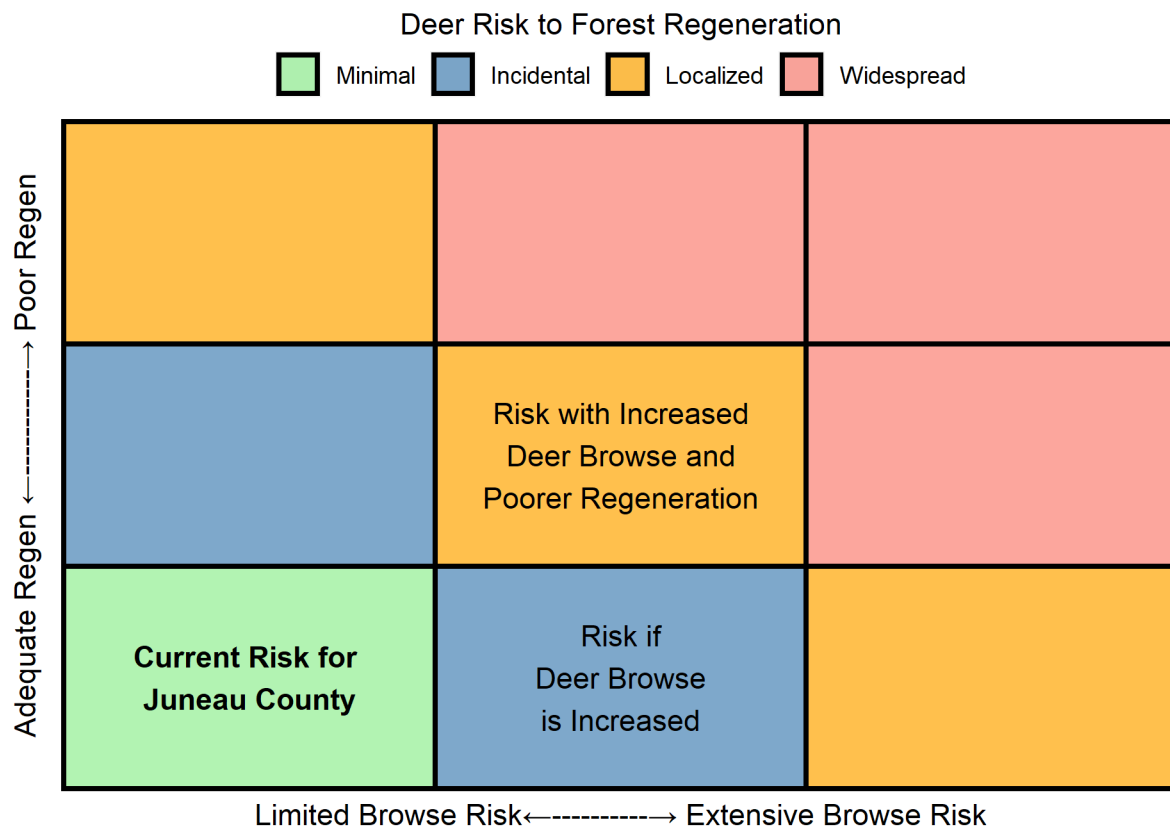 Deer Risk to Forest Regeneration
Minimal Incidental Localized Widespread
Adequate Regen ←----------→ Poor Regen
Risk with Increased
Deer Browse and
Poorer Regeneration
Current Risk for
Juneau County
Risk if
Deer Browse
is Increased
Limited Browse Risk←----------→ Extensive Browse Risk